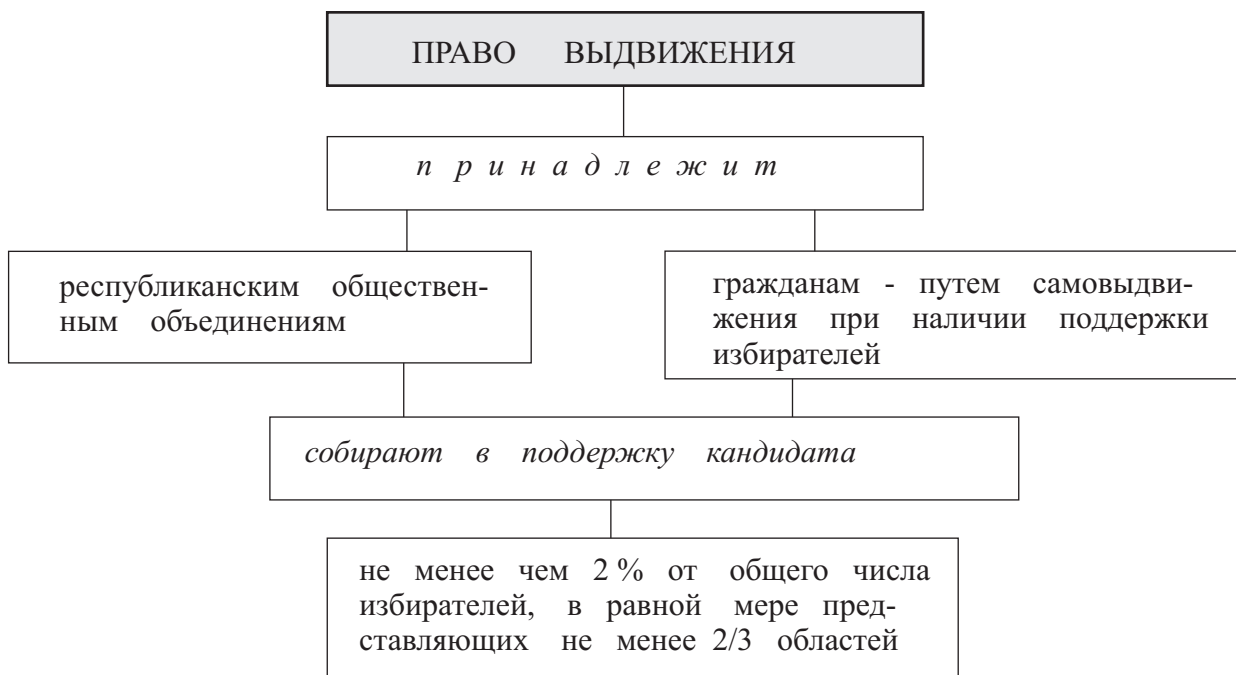 ПРАВО ВЫДВИЖЕНИЯ
принадлежит
республиканским обществен-
ным объединениям
гражданам - путем самовыдви-
жения при наличии поддержки
избирателей
собирают в поддержку кандидата
не менее чем 2 % от общего числа
избирателей, в равной мере пред-
ставляющих не менее 2/3 областей